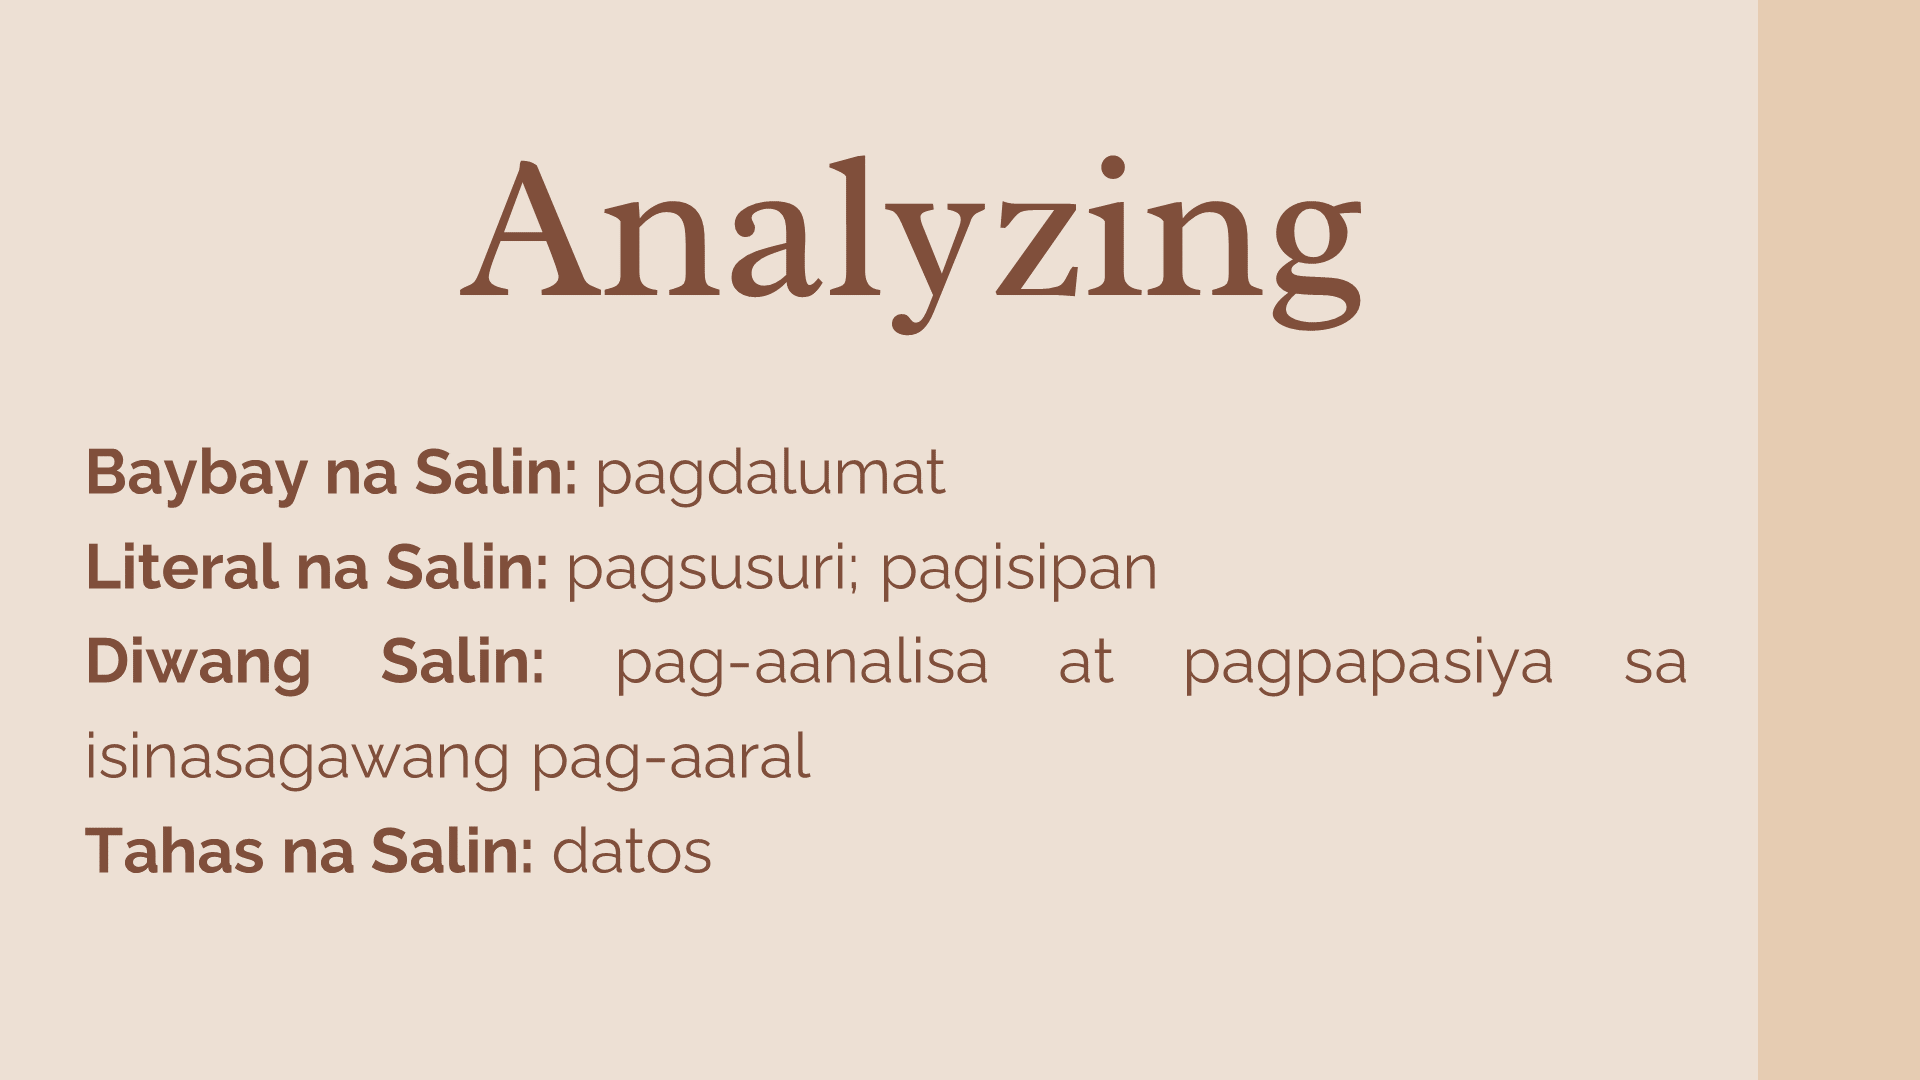 Analyzing
Baybay na Salin: pagdalumat
Literal na Salin: pagsusuri; pagisipan
Diwang Salin: pag-aanalisa at pagpapasiya sa
isinasagawang pag-aaral
Tahas na Salin: datos